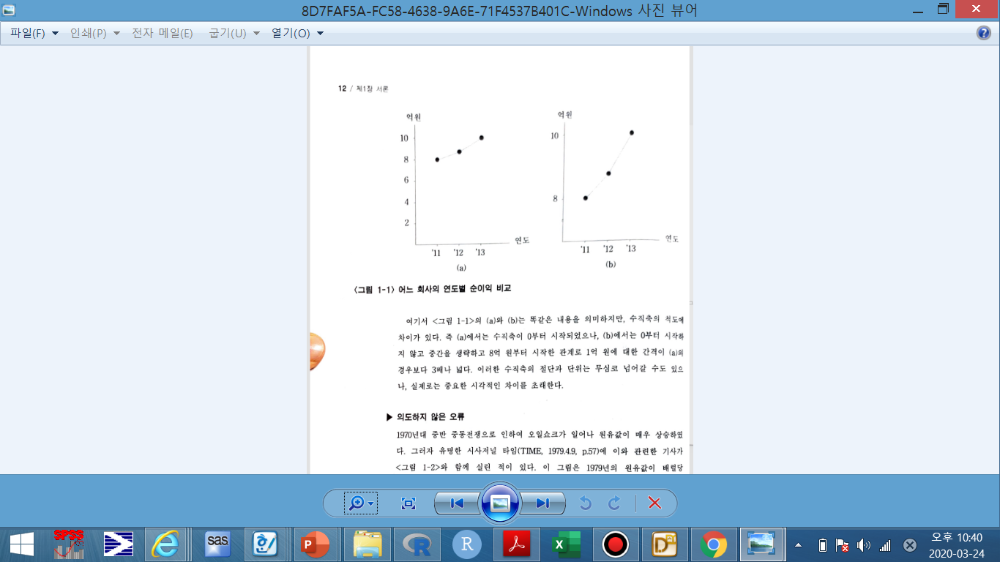 8D7FAF5A-FC58-4638-9A6E-71F4537B401C-Windows 사진 뷰어
파일(F) 인쇄(P) 전자 메일(E) 굽기(U) 열기(O)
12 / 제1장 서론
억원 억원
10 10
8
6
8
4
2
연도 연도
'11 '12 '13 '11 '12 '13
(a) (b)
<그림 1-1> 어느 회사의 연도별 순이익 비교
여기서 <그림 1-1>의 (a)와 (b)는 똑같은 내용을 의미하지만, 수직축의 척도에
차이가 있다. 즉 (a)에서는 수직축이 0부터 시작되었으나, (b)에서는 0부터 시작하
지 않고 중간을 생략하고 8억 원부터 시작한 관계로 1억 원에 대한 간격이 (a)의
경우보다 3배나 넓다. 이러한 수직축의 절단과 단위는 무심코 넘어갈 수도 있으
나, 실제로는 중요한 시각적인 차이를 초래한다.
▶ 의도하지 않은 오류
1970년대 중반 중동전쟁으로 인하여 오일쇼크가 일어나 원유값이 매우 상승하였
다. 그러자 유명한 시사저널 타임(TIME, 1979.4.9, p.57)에 이와 관련한 기사가
<그림 1-2>와 함께 실린 적이 있다. 이 그림은 1979년의 원유값이 배럴당
SPSS sas 한 P R R X D
오후 10:40
2020-03-24